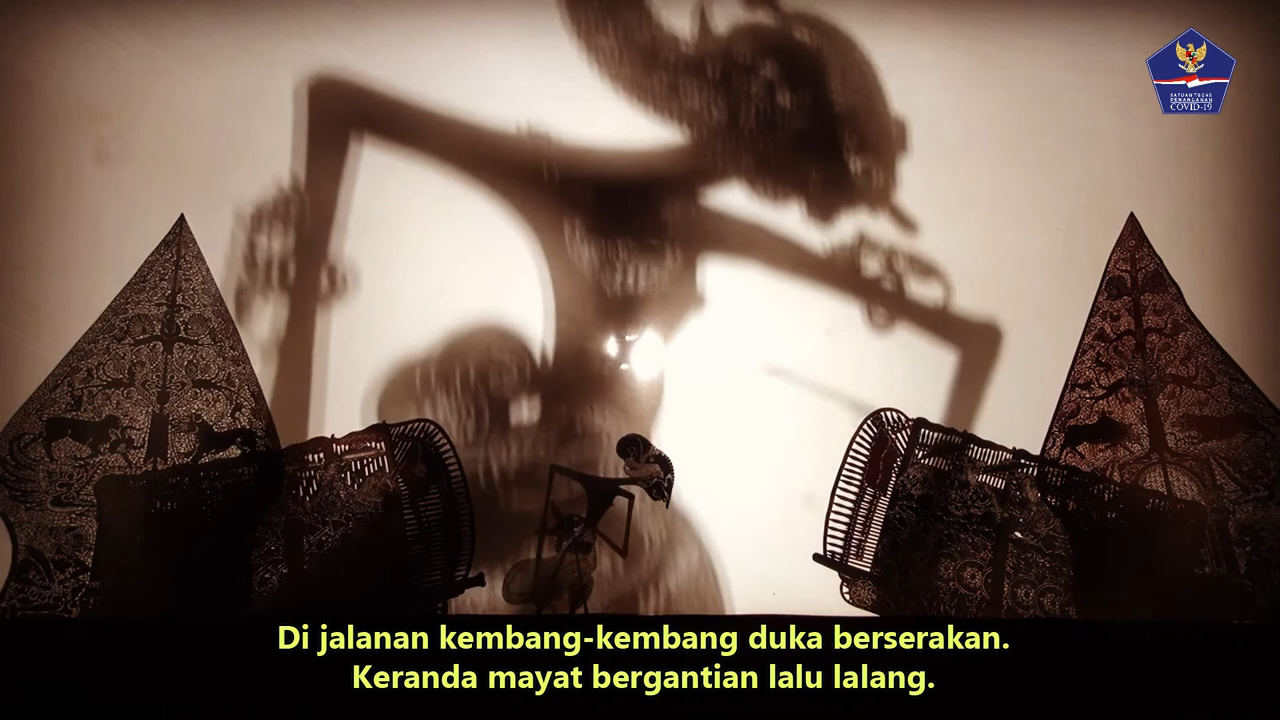 SATUAN TUGAS
PENANGANAN
COVID-19
Di jalanan kembang-kembang duka berserakan.
Keranda mayat bergantian lalu lalang.